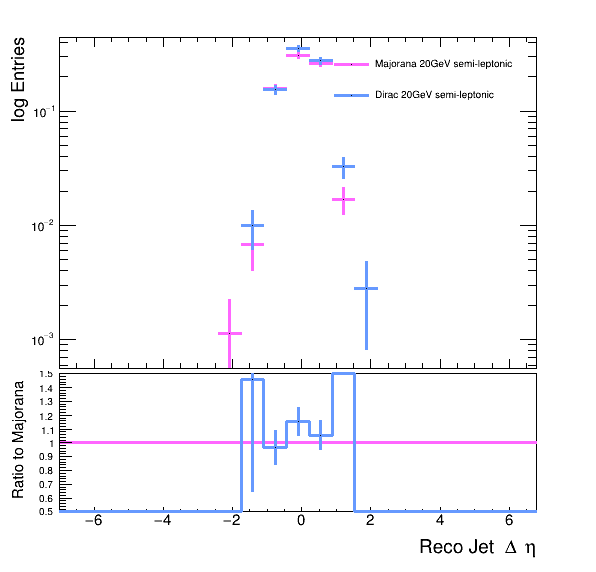 log Entries
Majorana 20GeV semi-leptonic
Dirac 20GeV semi-leptonic
10⁻¹
10⁻²
10⁻³
Ratio to Majorana
1.5
1.4
1.3
1.2
1.1
1
0.9
0.8
0.7
0.6
0.5
−6 −4 −2 0 2 4 6
Reco Jet Δ η